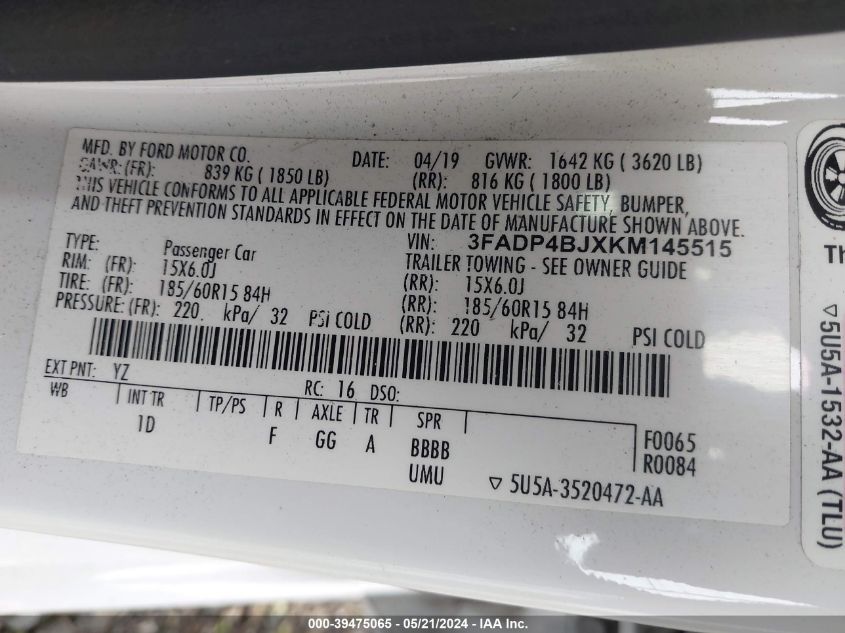 MFD. BY FORD MOTOR CO. DATE: 04/19 GVWR: 1642 KG ( 3620 LB)
GAWR: (FR): 839 KG ( 1850 LB) (RR): 816 KG ( 1800 LB)
THIS VEHICLE CONFORMS TO ALL APPLICABLE FEDERAL MOTOR VEHICLE SAFETY, BUMPER,
AND THEFT PREVENTION STANDARDS IN EFFECT ON THE DATE OF MANUFACTURE SHOWN ABOVE.
VIN: 3FADP4BJXKM145515
TYPE: Passenger Car TRAILER TOWING - SEE OWNER GUIDE
RIM: (FR): 15X6.0J (RR): 15X6.0J
TIRE: (FR): 185/60R15 84H (RR): 185/60R15 84H
PRESSURE: (FR): 220 kPa/ 32 PSI COLD (RR): 220 kPa/ 32 PSI COLD
EXT PNT: YZ RC: 16 DSO:
WB INT TR TP/PS R AXLE TR SPR F0065
1D F GG A BBBB R0084
UMU ▽ 5U5A-3520472-AA
Th
▽ 5U5A-1532-AA (TLU)
000-39475065 - 05/21/2024 - IAA Inc.